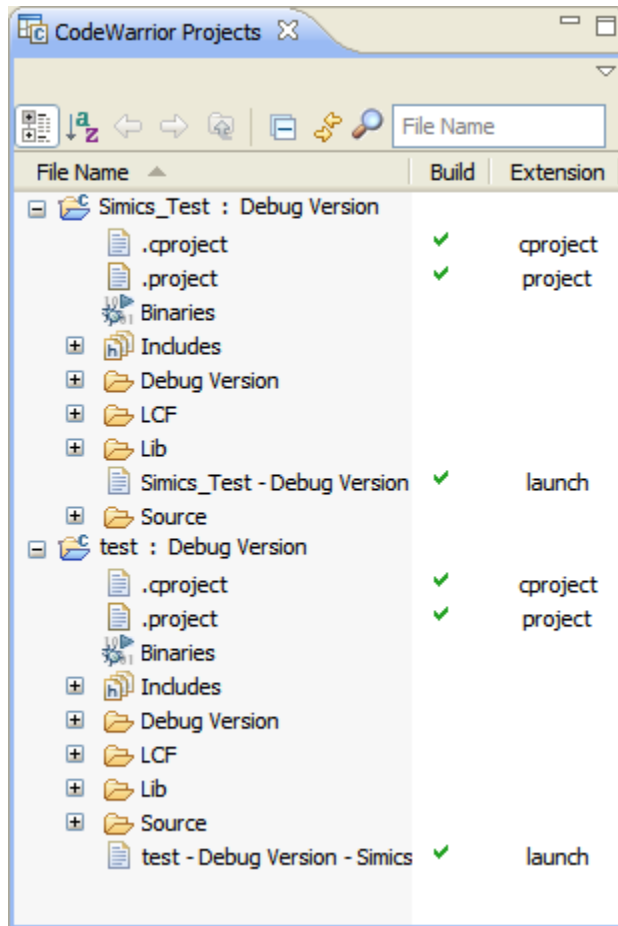 CodeWarrior Projects
File Name
File Name Build Extension
Simics_Test : Debug Version
.cproject cproject
.project project
Binaries
Includes
Debug Version
LCF
Lib
Simics_Test - Debug Version launch
Source
test : Debug Version
.cproject cproject
.project project
Binaries
Includes
Debug Version
LCF
Lib
Source
test - Debug Version - Simics launch